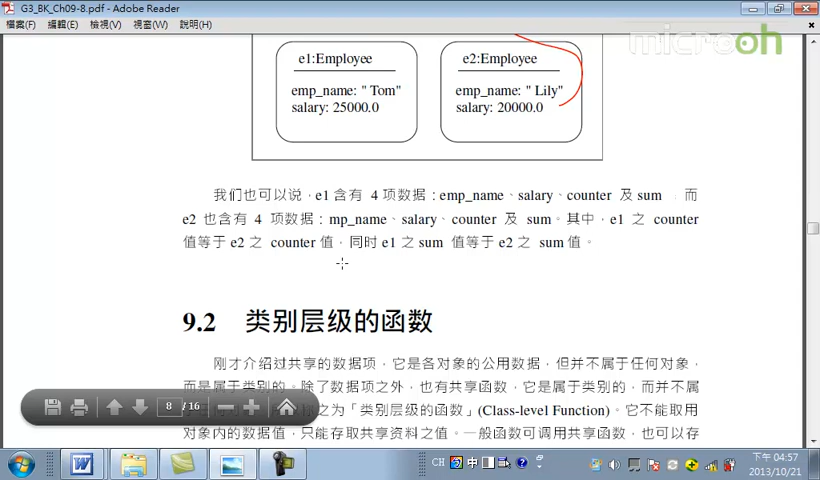 G3_BK_Ch09-8.pdf - Adobe Reader
檔案(F) 編輯(E) 檢視(V) 視窗(W) 說明(H)
microoh
e1:Employee
emp_name: " Tom"
salary: 25000.0
e2:Employee
emp_name: " Lily"
salary: 20000.0
我们也可以说，e1 含有 4 项数据：emp_name、salary、counter 及 sum 而
e2 也含有 4 项数据：mp_name、salary、counter 及 sum。其中，e1 之 counter
值等于 e2 之 counter 值，同时 e1 之 sum 值等于 e2 之 sum 值。
9.2 类别层级的函数
刚才介绍过共享的数据项，它是各对象的公用数据，但并不属于任何对象，
而是属于类别的。除了数据项之外，也有共享函数，它是属于类别的，而并不属
之为「类别层级的函数」(Class-level Function)。它不能取用
对象内的数据值，只能存取共享资料之值。一般函数可调用共享函数，也可以存
8 / 16
CH 中
下午 04:57
2013/10/21